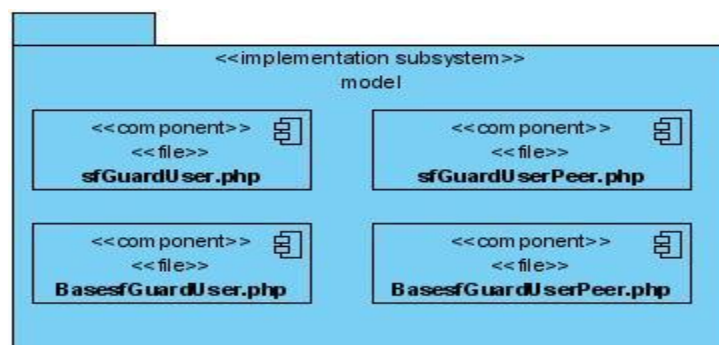 <<implementation subsystem>>
model
<<component>>
<<file>>
sfGuardUser.php
<<component>>
<<file>>
sfGuardUserPeer.php
<<component>>
<<file>>
BasesfGuardUser.php
<<component>>
<<file>>
BasesfGuardUserPeer.php